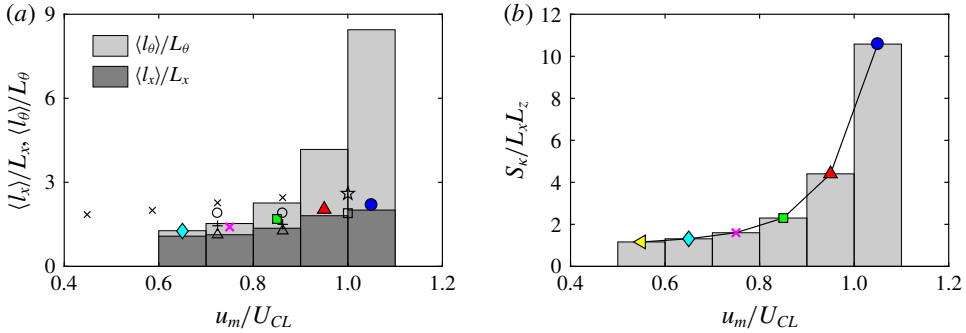 (a)
9
6
3
0
⟨l_x⟩/L_x, ⟨l_θ⟩/L_θ
⟨l_θ⟩/L_θ
⟨l_x⟩/L_x
0.4 0.6 0.8 1.0 1.2
u_m/U_CL
(b)
12
10
8
6
4
2
0
S_κ/L_xL_z
0.4 0.6 0.8 1.0 1.2
u_m/U_CL